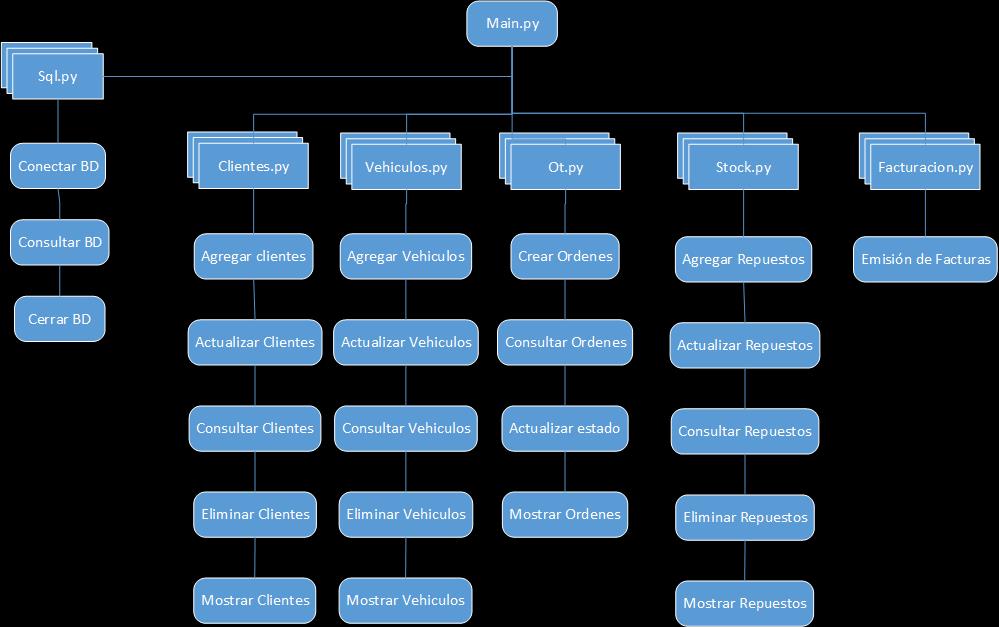 Main.py
Sql.py
Conectar BD
Consultar BD
Cerrar BD
Clientes.py
Agregar clientes
Actualizar Clientes
Consultar Clientes
Eliminar Clientes
Mostrar Clientes
Vehiculos.py
Agregar Vehiculos
Actualizar Vehiculos
Consultar Vehiculos
Eliminar Vehiculos
Mostrar Vehiculos
Ot.py
Crear Ordenes
Consultar Ordenes
Actualizar estado
Mostrar Ordenes
Stock.py
Agregar Repuestos
Actualizar Repuestos
Consultar Repuestos
Eliminar Repuestos
Mostrar Repuestos
Facturacion.py
Emisión de Facturas